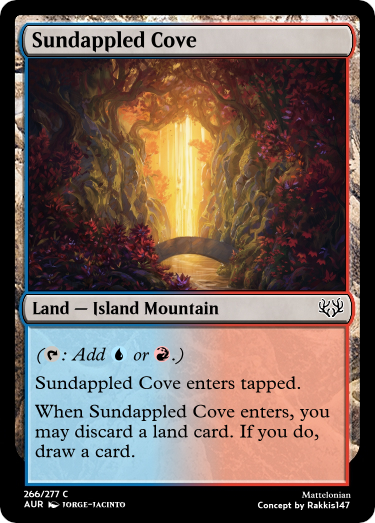 Sundappled Cove
Land — Island Mountain
(: Add or .)
Sundappled Cove enters tapped.
When Sundappled Cove enters, you
may discard a land card. If you do,
draw a card.
266/277 C
Mattelonian
AUR JORGE-JACINTO
Concept by Rakkis147